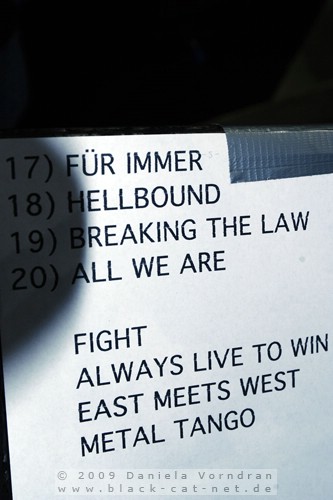 17) FÜR IMMER
18) HELLBOUND
19) BREAKING THE LAW
20) ALL WE ARE
FIGHT
ALWAYS LIVE TO WIN
EAST MEETS WEST
METAL TANGO
© 2009 Daniela Vorndran
www.black-cat-net.de